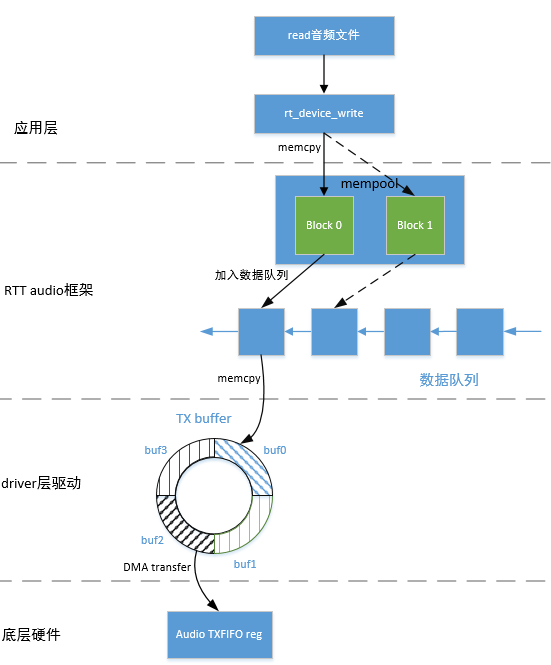 read音频文件
rt_device_write
应用层
memcpy
mempool
Block 0
Block 1
RTT audio框架
加入数据队列
memcpy
数据队列
TX buffer
buf3
buf0
driver层驱动
buf2
buf1
DMA transfer
底层硬件
Audio TXFIFO reg